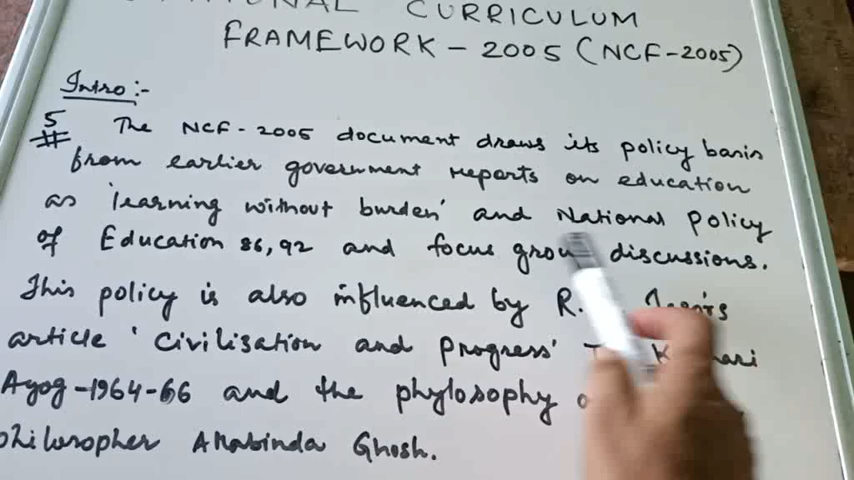 NATIONAL CURRICULUM
FRAMEWORK - 2005 (NCF-2005)
Intro :-
5
# The NCF-2005 document draws its policy basis
from earlier government reports on education
as 'learning without burden' and National Policy
of Education 86,92 and focus group discussions.
This policy is also influenced by R.
article 'Civilisation and Progress'
Ayog-1964-66 and the phylosophy
philosopher Arabinda Ghosh.